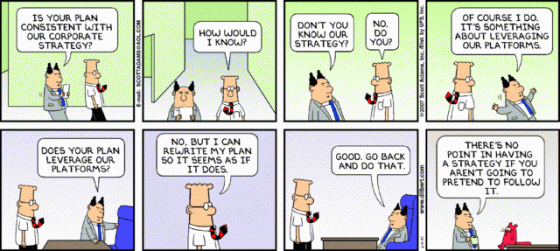 IS YOUR PLAN
CONSISTENT WITH
OUR CORPORATE
STRATEGY?
HOW WOULD
I KNOW?
DON'T YOU
KNOW OUR
STRATEGY?
NO.
DO
YOU?
OF COURSE I DO.
IT'S SOMETHING
ABOUT LEVERAGING
OUR PLATFORMS.
E-mail: SCOTTADAMS@AOL.COM
©2007 Scott Adams, Inc./Dist. by UFS, Inc.
DOES YOUR PLAN
LEVERAGE OUR
PLATFORMS?
NO, BUT I CAN
REWRITE MY PLAN
SO IT SEEMS AS IF
IT DOES.
GOOD. GO BACK
AND DO THAT.
THERE'S NO
POINT IN HAVING
A STRATEGY IF YOU
AREN'T GOING TO
PRETEND TO FOLLOW
IT.
www.dilbert.com